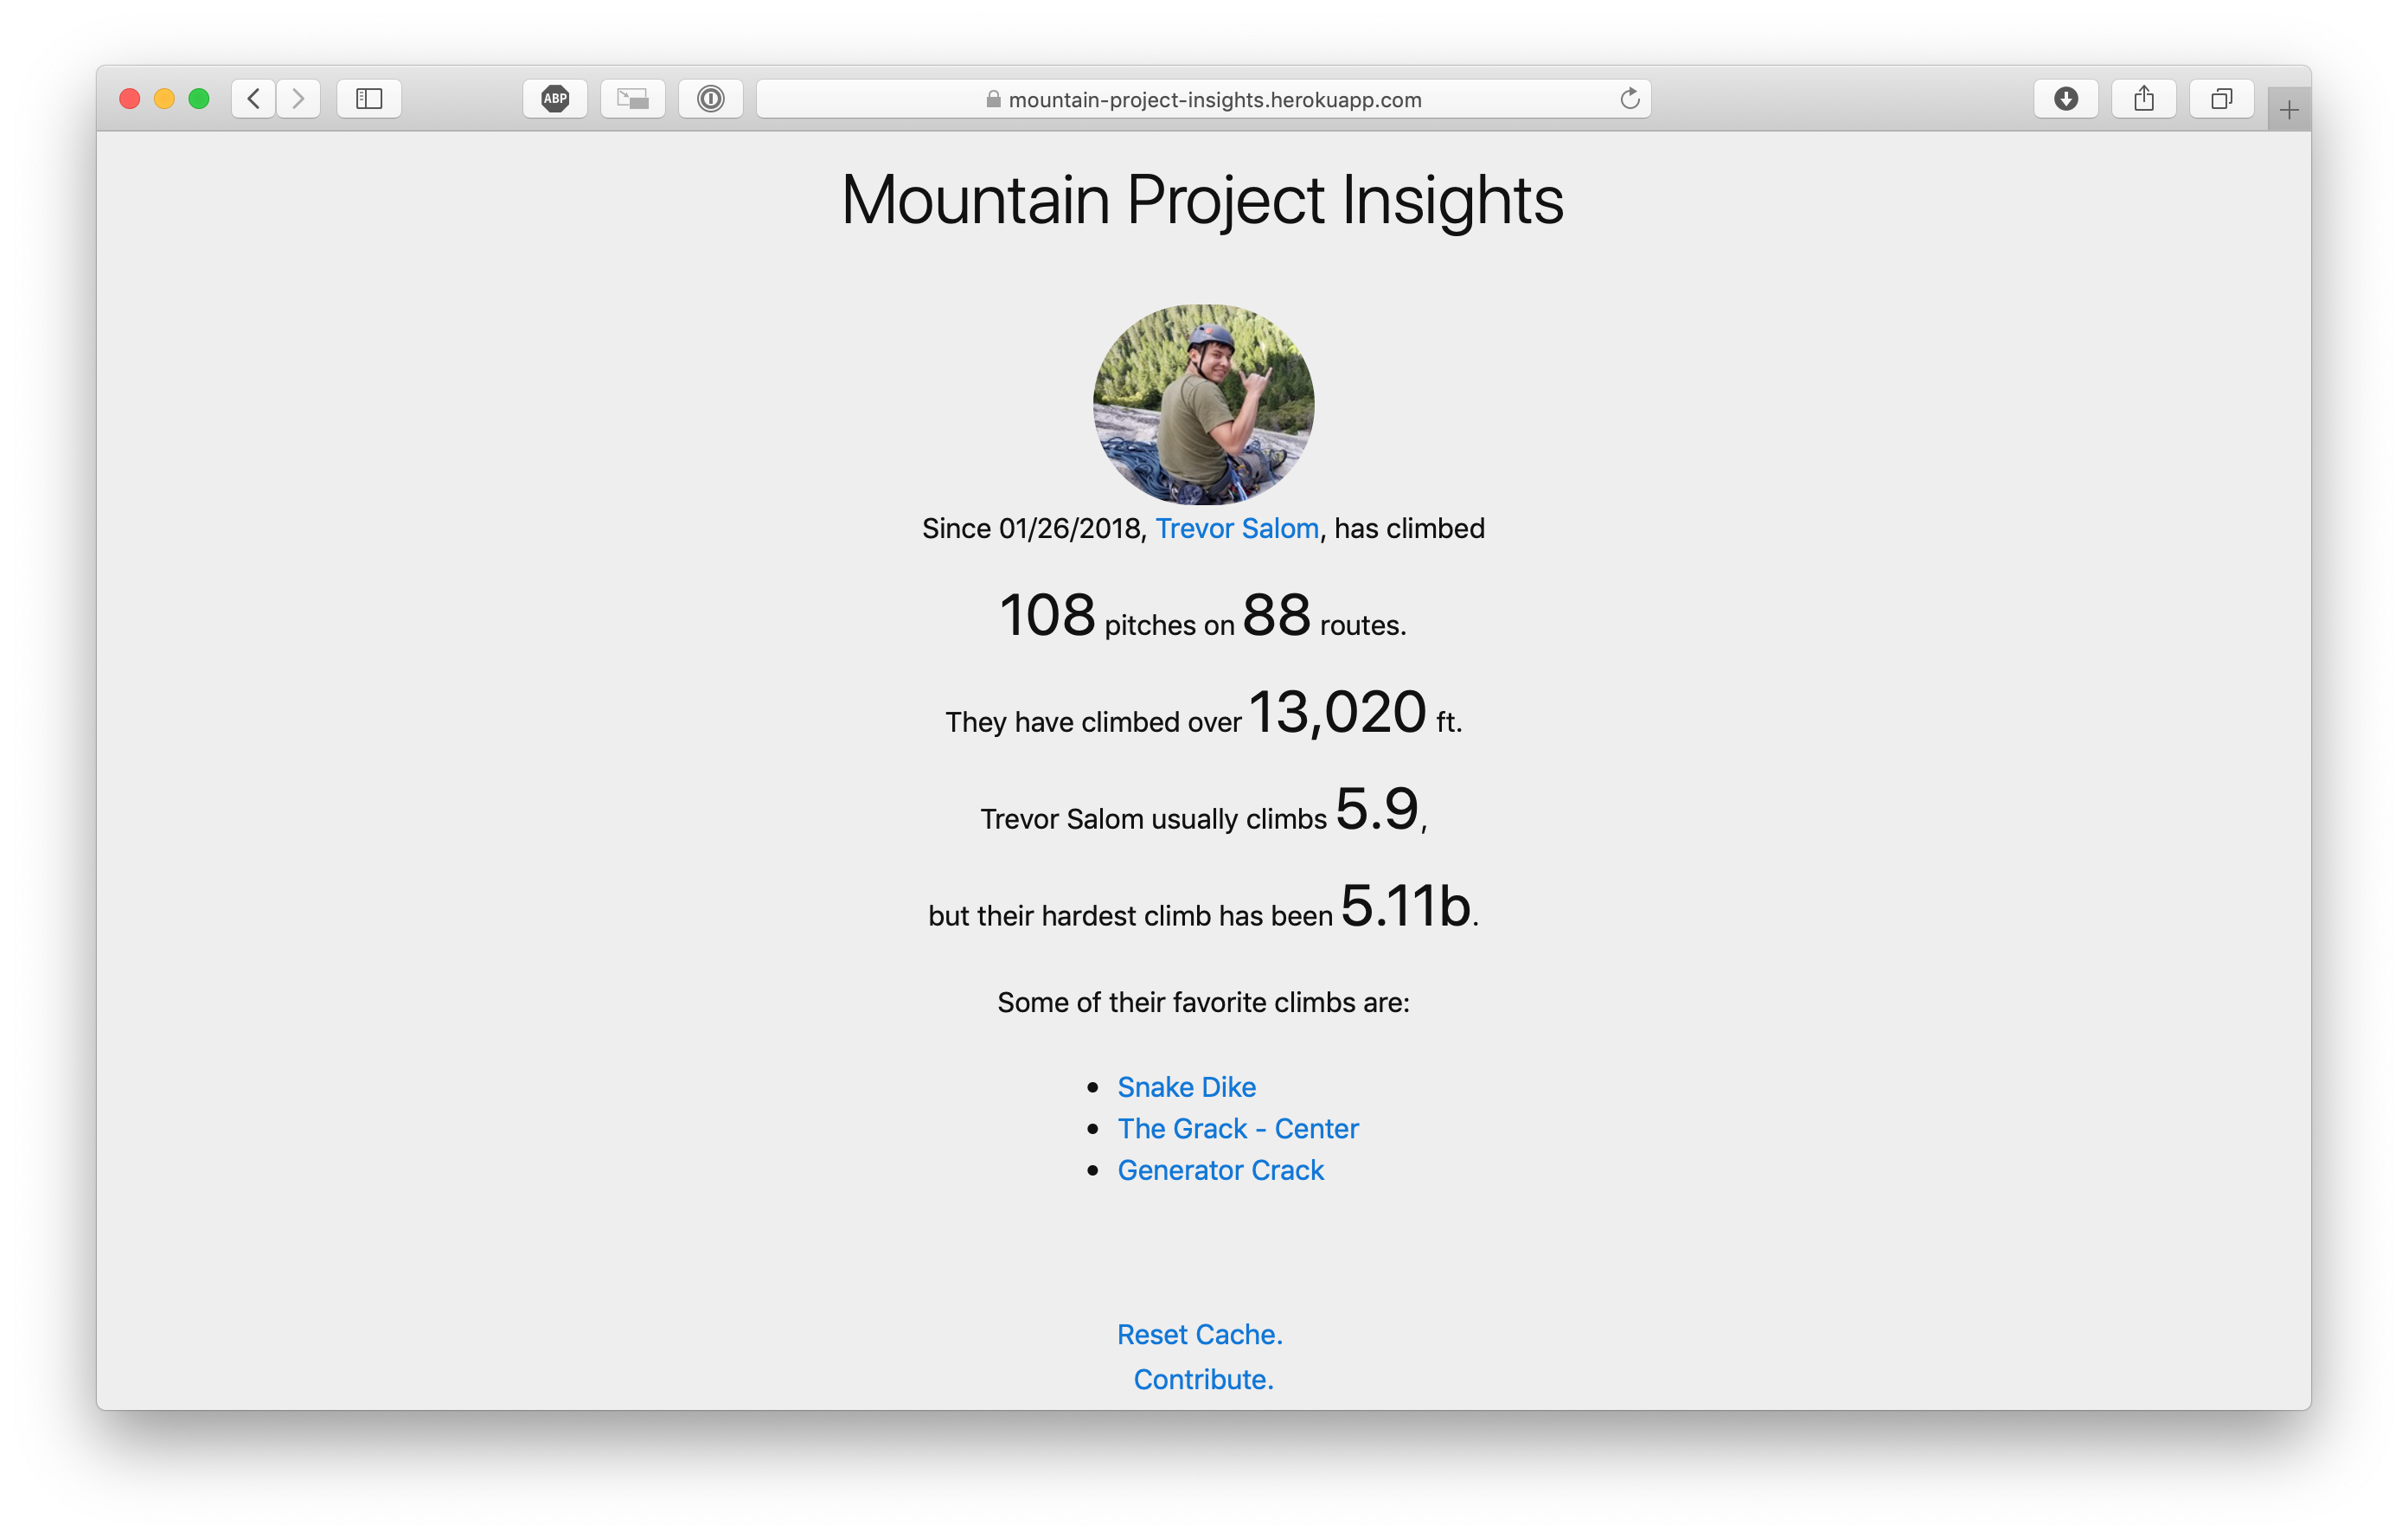 ABP
mountain-project-insights.herokuapp.com
Mountain Project Insights
Since 01/26/2018, Trevor Salom, has climbed
108 pitches on 88 routes.
They have climbed over 13,020 ft.
Trevor Salom usually climbs 5.9,
but their hardest climb has been 5.11b.
Some of their favorite climbs are:
• Snake Dike
• The Grack - Center
• Generator Crack
Reset Cache.
Contribute.